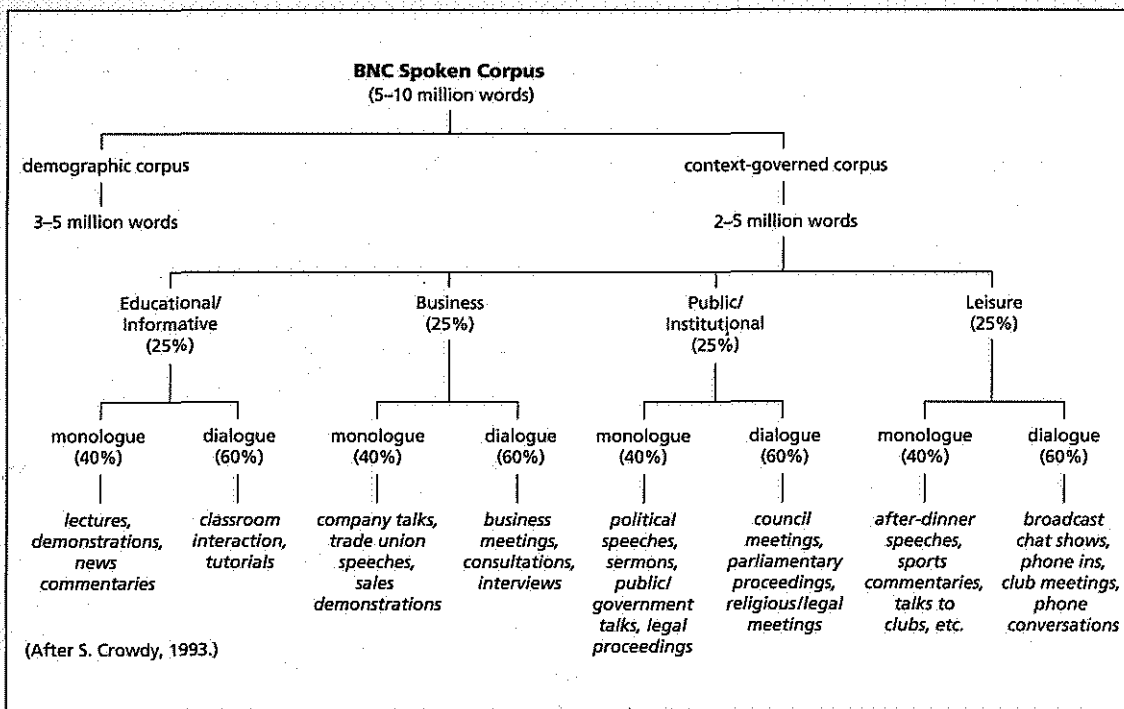 BNC Spoken Corpus
(5–10 million words)
demographic corpus
3–5 million words
context-governed corpus
2–5 million words
Educational/
Informative
(25%)
Business
(25%)
Public/
Institutional
(25%)
Leisure
(25%)
monologue
(40%)
dialogue
(60%)
monologue
(40%)
dialogue
(60%)
monologue
(40%)
dialogue
(60%)
monologue
(40%)
dialogue
(60%)
lectures,
demonstrations,
news
commentaries
classroom
interaction,
tutorials
company talks,
trade union
speeches,
sales
demonstrations
business
meetings,
consultations,
interviews
political
speeches,
sermons,
public/
government
talks, legal
proceedings
council
meetings,
parliamentary
proceedings,
religious/legal
meetings
after-dinner
speeches,
sports
commentaries,
talks to
clubs, etc.
broadcast
chat shows,
phone ins,
club meetings,
phone
conversations
(After S. Crowdy, 1993.)